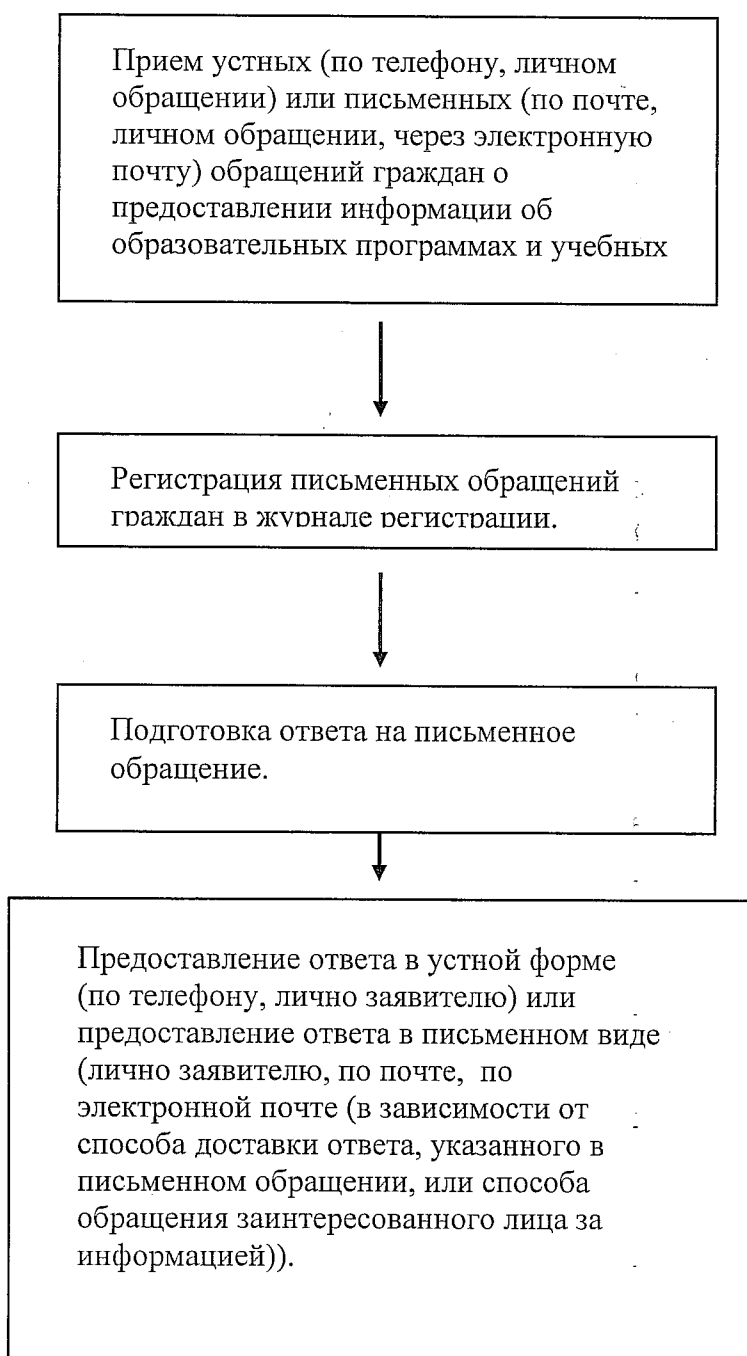 Прием устных (по телефону, личном
обращении) или письменных (по почте,
личном обращении, через электронную
почту) обращений граждан о
предоставлении информации об
образовательных программах и учебных
Регистрация письменных обращений
граждан в журнале регистрации.
Подготовка ответа на письменное
обращение.
Предоставление ответа в устной форме
(по телефону, лично заявителю) или
предоставление ответа в письменном виде
(лично заявителю, по почте, по
электронной почте (в зависимости от
способа доставки ответа, указанного в
письменном обращении, или способа
обращения заинтересованного лица за
информацией)).